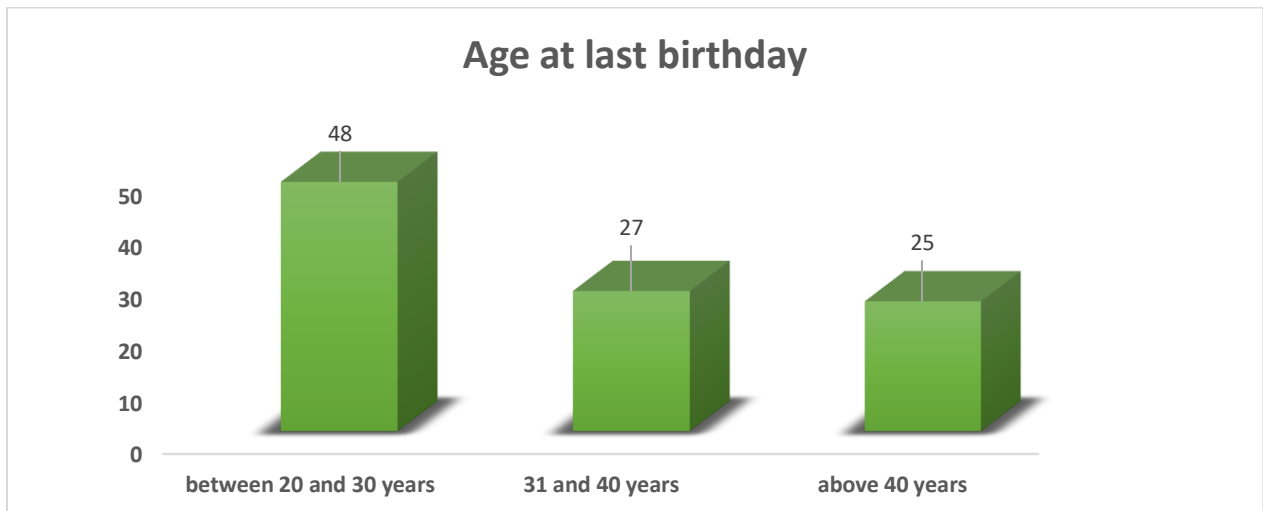 Age at last birthday
48
27
25
50
40
30
20
10
0
between 20 and 30 years
31 and 40 years
above 40 years